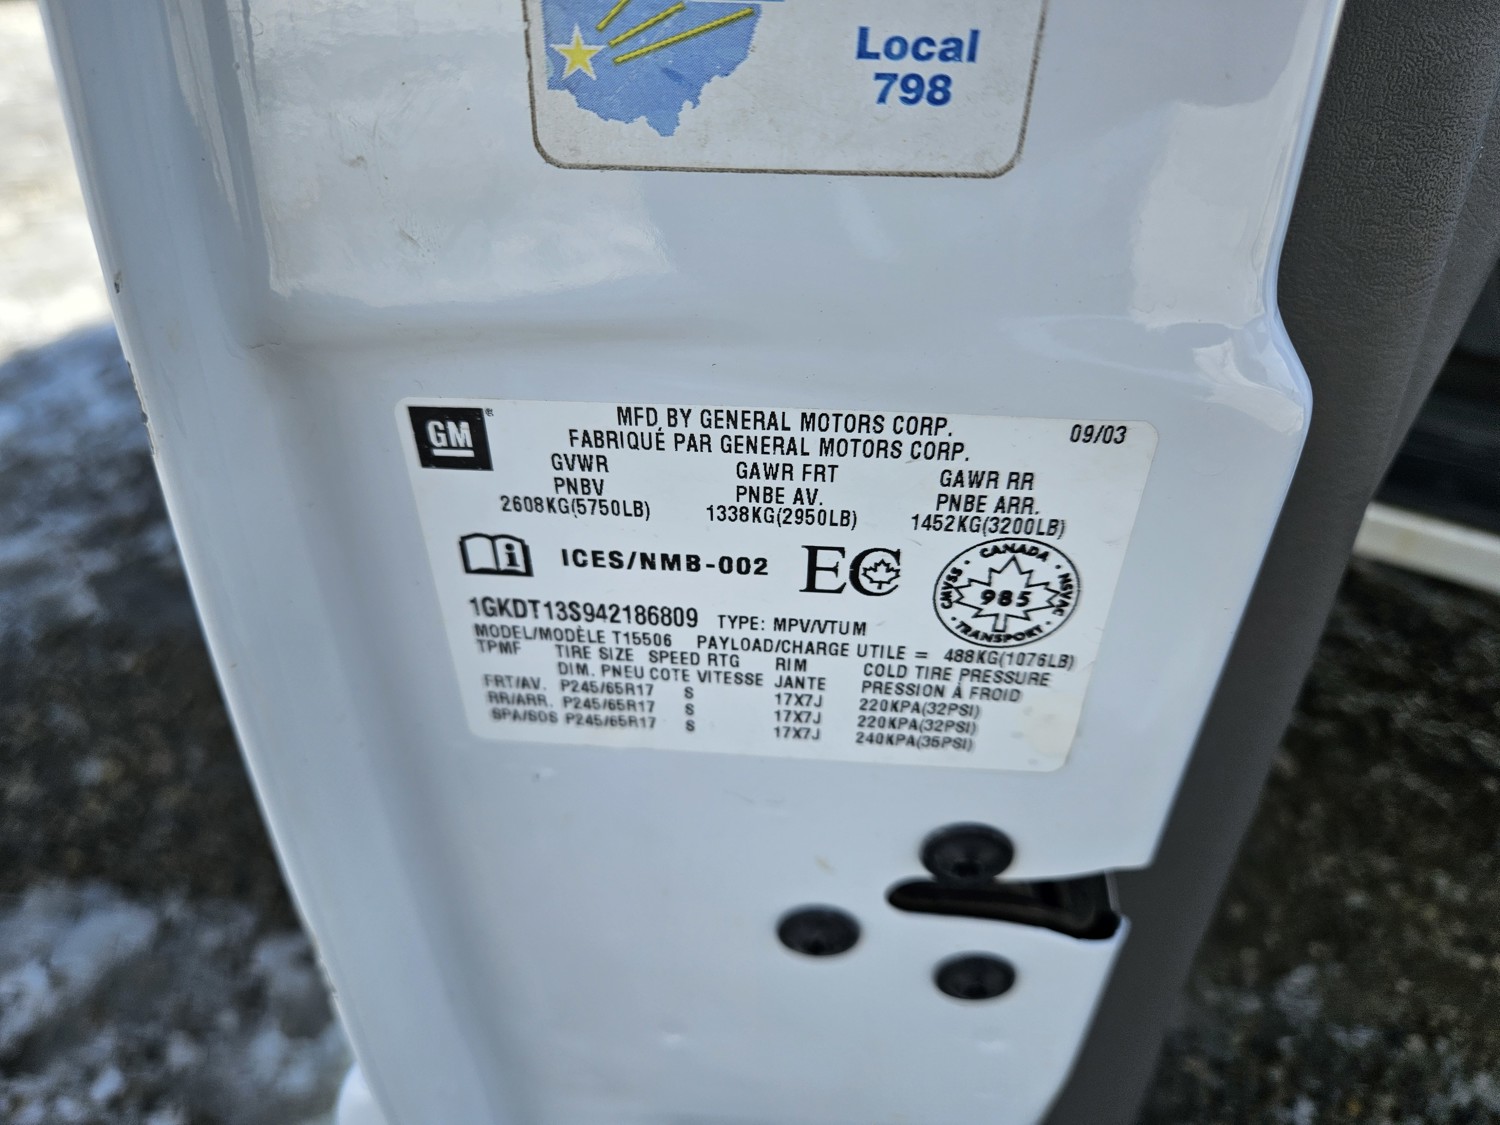 Local
798
GM®
MFD BY GENERAL MOTORS CORP.
09/03
FABRIQUÉ PAR GENERAL MOTORS CORP.
GVWR GAWR FRT GAWR RR
PNBV PNBE AV. PNBE ARR.
2608KG(5750LB) 1338KG(2950LB) 1452KG(3200LB)
i ICES/NMB-002 EC
CANADA
CMVSS 985 NSVAC
TRANSPORT
1GKDT13S942186809 TYPE: MPV/VTUM
MODEL/MODÈLE T15506 PAYLOAD/CHARGE UTILE = 488KG(1076LB)
TPMF TIRE SIZE SPEED RTG RIM COLD TIRE PRESSURE
DIM. PNEU COTE VITESSE JANTE PRESSION À FROID
FRT/AV. P245/65R17 S 17X7J 220KPA(32PSI)
RR/ARR. P245/65R17 S 17X7J 220KPA(32PSI)
SPA/SOS P245/65R17 S 17X7J 240KPA(35PSI)